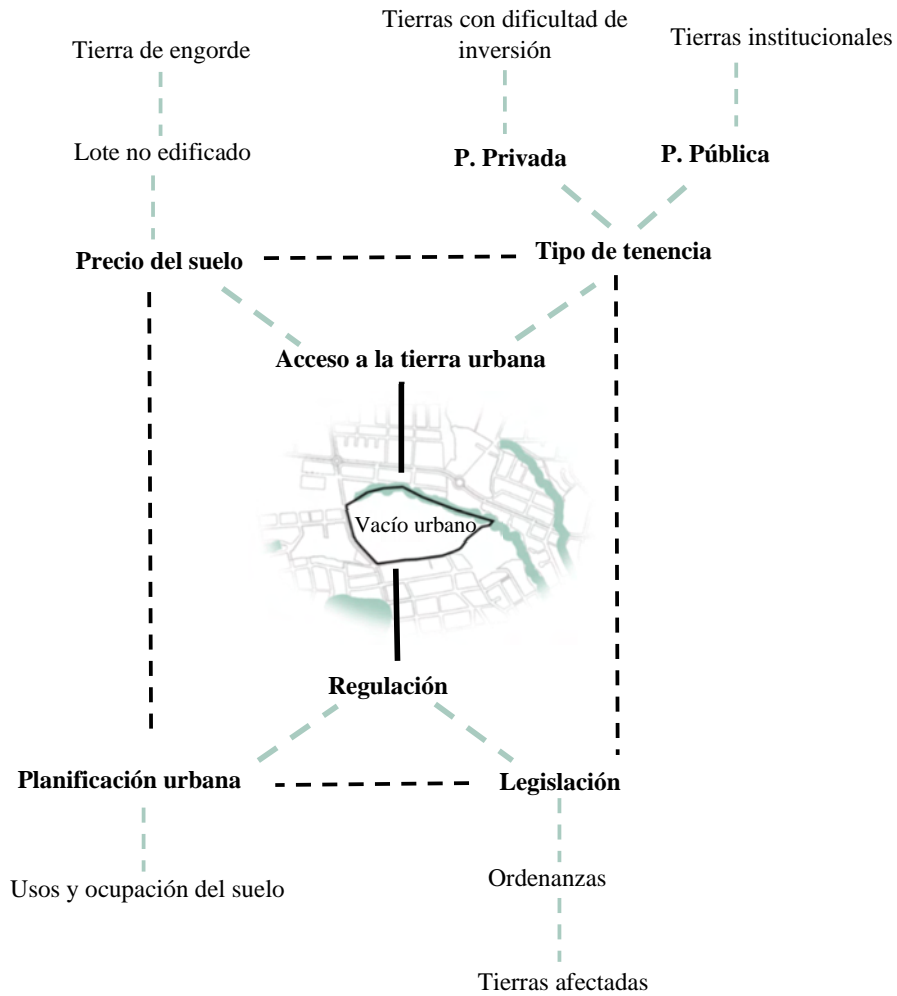 Tierras con dificultad de
inversión
Tierra de engorde
Tierras institucionales
Lote no edificado
P. Privada
P. Pública
Precio del suelo
Tipo de tenencia
Acceso a la tierra urbana
Vacío urbano
Regulación
Planificación urbana
Legislación
Usos y ocupación del suelo
Ordenanzas
Tierras afectadas